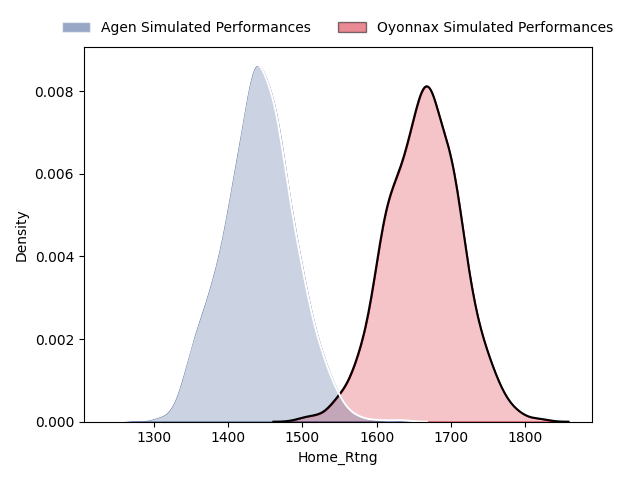 Agen Simulated Performances Oyonnax Simulated Performances
0.008
0.006
0.004
0.002
0.000
Density
1300 1400 1500 1600 1700 1800
Home_Rtng